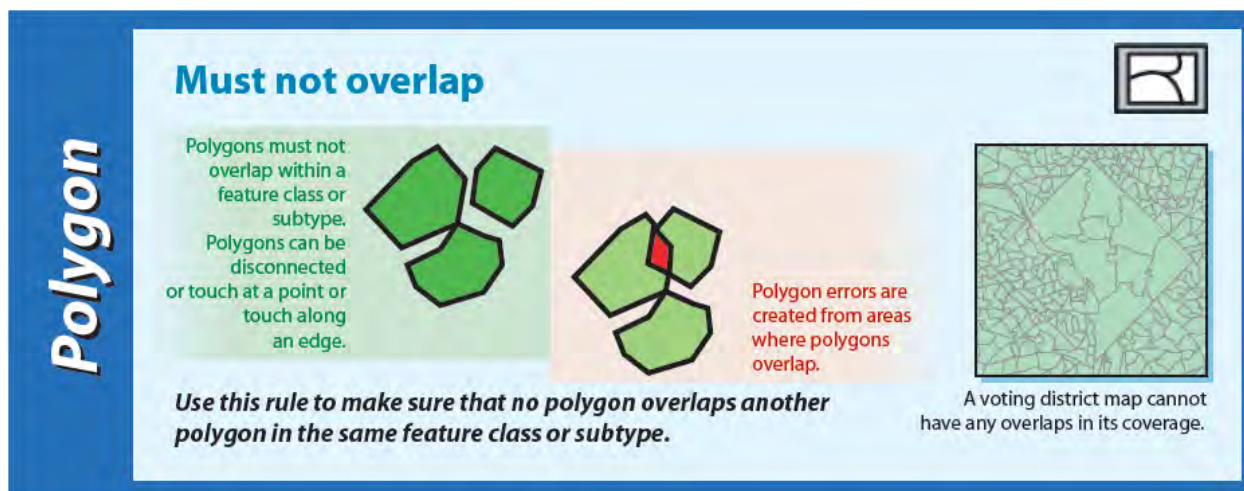 Polygon
Must not overlap
Polygons must not
overlap within a
feature class or
subtype.
Polygons can be
disconnected
or touch at a point or
touch along
an edge.
Polygon errors are
created from areas
where polygons
overlap.
Use this rule to make sure that no polygon overlaps another
polygon in the same feature class or subtype.
A voting district map cannot
have any overlaps in its coverage.